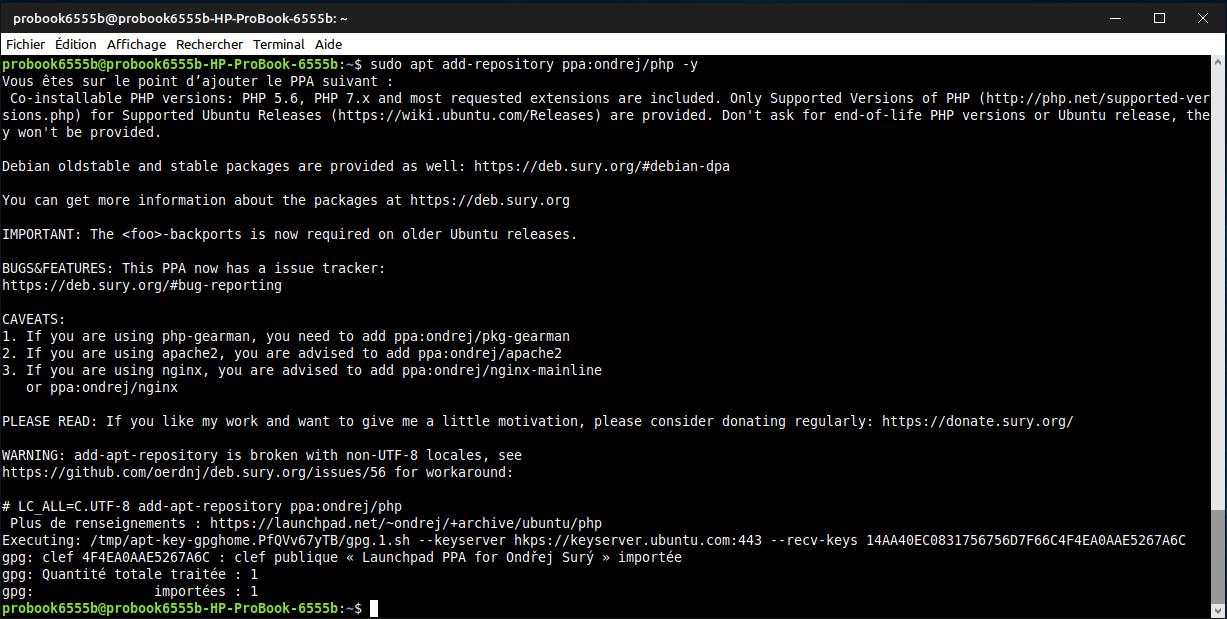 probook6555b@probook6555b-HP-ProBook-6555b: ~
Fichier Édition Affichage Rechercher Terminal Aide
probook6555b@probook6555b-HP-ProBook-6555b:~$ sudo apt add-repository ppa:ondrej/php -y
Vous êtes sur le point d’ajouter le PPA suivant :
 Co-installable PHP versions: PHP 5.6, PHP 7.x and most requested extensions are included. Only Supported Versions of PHP (http://php.net/supported-ver
sions.php) for Supported Ubuntu Releases (https://wiki.ubuntu.com/Releases) are provided. Don't ask for end-of-life PHP versions or Ubuntu release, the
y won't be provided.
Debian oldstable and stable packages are provided as well: https://deb.sury.org/#debian-dpa
You can get more information about the packages at https://deb.sury.org
IMPORTANT: The <foo>-backports is now required on older Ubuntu releases.
BUGS&FEATURES: This PPA now has a issue tracker:
https://deb.sury.org/#bug-reporting
CAVEATS:
1. If you are using php-gearman, you need to add ppa:ondrej/pkg-gearman
2. If you are using apache2, you are advised to add ppa:ondrej/apache2
3. If you are using nginx, you are advised to add ppa:ondrej/nginx-mainline
   or ppa:ondrej/nginx
PLEASE READ: If you like my work and want to give me a little motivation, please consider donating regularly: https://donate.sury.org/
WARNING: add-apt-repository is broken with non-UTF-8 locales, see
https://github.com/oerdnj/deb.sury.org/issues/56 for workaround:
# LC_ALL=C.UTF-8 add-apt-repository ppa:ondrej/php
 Plus de renseignements : https://launchpad.net/~ondrej/+archive/ubuntu/php
Executing: /tmp/apt-key-gpghome.PfQVv67yTB/gpg.1.sh --keyserver hkps://keyserver.ubuntu.com:443 --recv-keys 14AA40EC0831756756D7F66C4F4EA0AAE5267A6C
gpg: clef 4F4EA0AAE5267A6C : clef publique « Launchpad PPA for Ondřej Surý » importée
gpg: Quantité totale traitée : 1
gpg:               importées : 1
probook6555b@probook6555b-HP-ProBook-6555b:~$